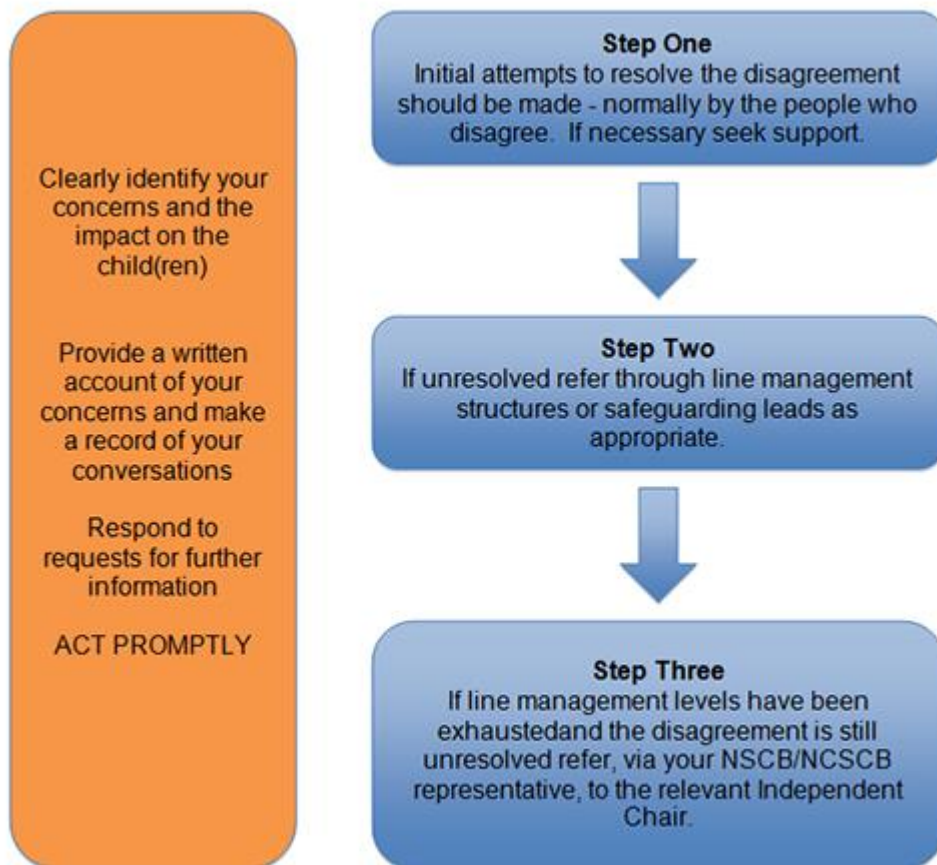 Clearly identify your
concerns and the
impact on the
child(ren)
Provide a written
account of your
concerns and make
a record of your
conversations
Respond to
requests for further
information
ACT PROMPTLY
Step One
Initial attempts to resolve the disagreement
should be made - normally by the people who
disagree. If necessary seek support.
Step Two
If unresolved refer through line management
structures or safeguarding leads as
appropriate.
Step Three
If line management levels have been
exhaustedand the disagreement is still
unresolved refer, via your NSCB/NCSCB
representative, to the relevant Independent
Chair.